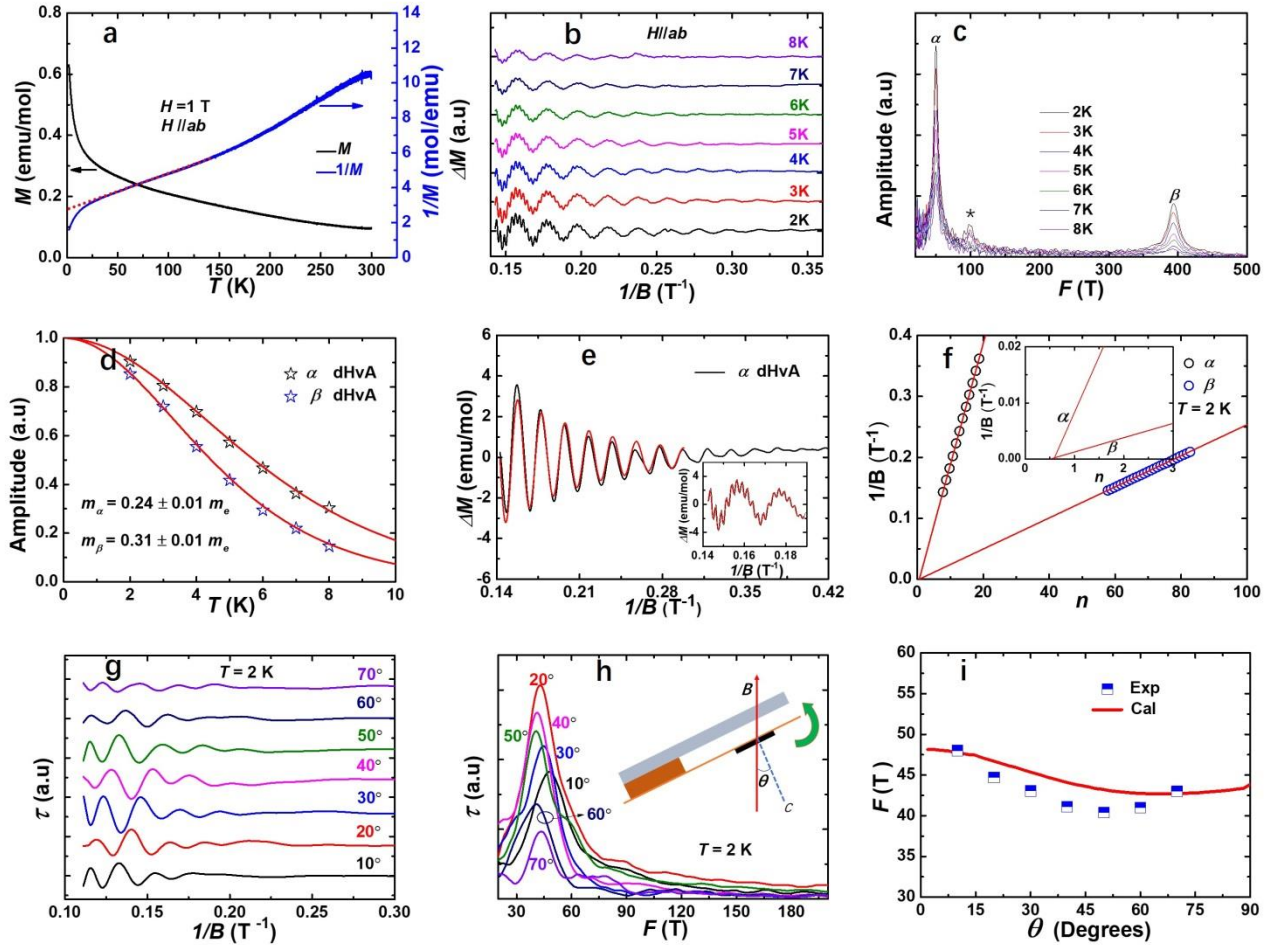 a
M (emu/mol)
0.8
0.6
0.4
0.2
0.0
H =1 T
H //ab
M
1/M
14
12
10
8
6
4
2
0
1/M (mol/emu)
0 50 100 150 200 250 300
T (K)
b
H//ab
ΔM (a.u)
8K
7K
6K
5K
4K
3K
2K
0.15 0.20 0.25 0.30 0.35
1/B (T⁻¹)
c
Amplitude (a.u)
α
*
β
2K
3K
4K
5K
6K
7K
8K
100 200 300 400 500
F (T)
d
Amplitude (a.u)
1.0
0.8
0.6
0.4
0.2
0.0
α dHvA
β dHvA
mα = 0.24 ± 0.01 me
mβ = 0.31 ± 0.01 me
0 2 4 6 8 10
T (K)
e
ΔM (emu/mol)
6
4
2
0
-2
-4
-6
α dHvA
ΔM (emu/mol)
4
0
-4
0.14 0.16 0.18
1/B (T⁻¹)
0.14 0.21 0.28 0.35 0.42
1/B (T⁻¹)
f
1/B (T⁻¹)
0.4
0.3
0.2
0.1
0.0
1/B (T⁻¹)
0.02
0.01
0.00
α
β
0 1 2 3
n
α
β
T = 2 K
0 20 40 60 80 100
n
g
T = 2 K
τ (a.u)
70°
60°
50°
40°
30°
20°
10°
0.10 0.15 0.20 0.25 0.30
1/B (T⁻¹)
h
τ (a.u)
20°
40°
50°
30°
10°
60°
70°
B
θ
c
T = 2 K
30 60 90 120 150 180
F (T)
i
F (T )
60
55
50
45
40
35
30
Exp
Cal
0 15 30 45 60 75 90
θ (Degrees)